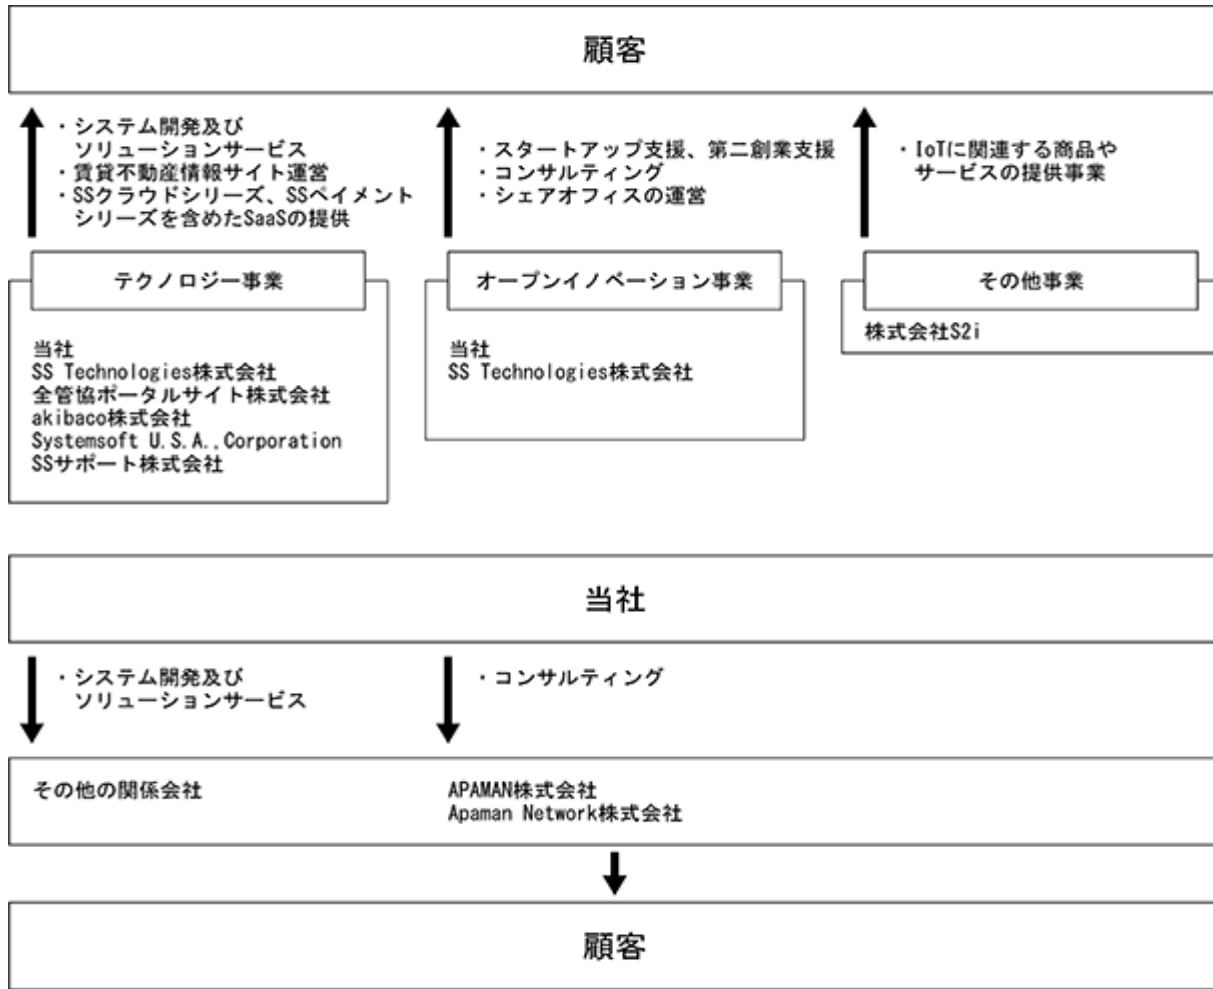 顧客
・システム開発及び
ソリューションサービス
・賃貸不動産情報サイト運営
・SSクラウドシリーズ、SSペイメント
シリーズを含めたSaaSの提供
・スタートアップ支援、第二創業支援
・コンサルティング
・シェアオフィスの運営
・IoTに関連する商品や
サービスの提供事業
テクノロジー事業
当社
SS Technologies株式会社
全管協ポータルサイト株式会社
akibaco株式会社
Systemsoft U.S.A.,Corporation
SSサポート株式会社
オープンイノベーション事業
当社
SS Technologies株式会社
その他事業
株式会社S2i
当社
・システム開発及び
ソリューションサービス
・コンサルティング
その他の関係会社
APAMAN株式会社
Apaman Network株式会社
顧客